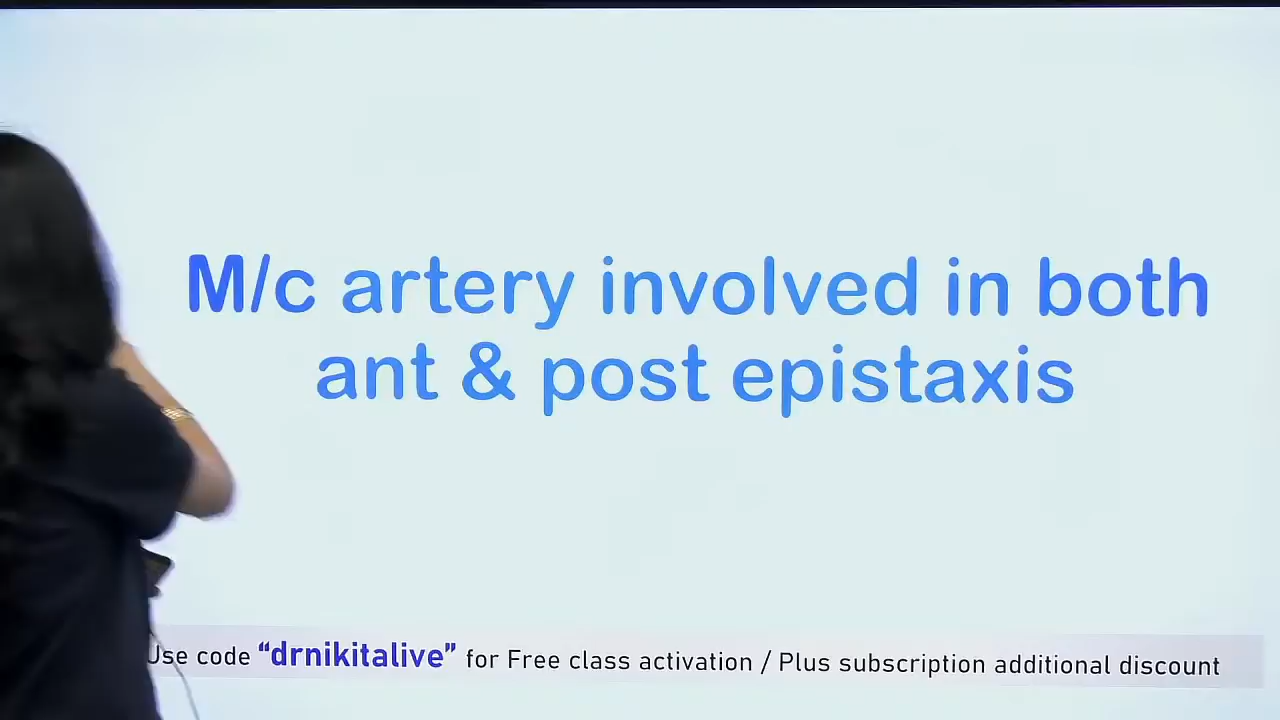 M/c artery involved in both
ant & post epistaxis
Use code “drnikitalive” for Free class activation / Plus subscription additional discount